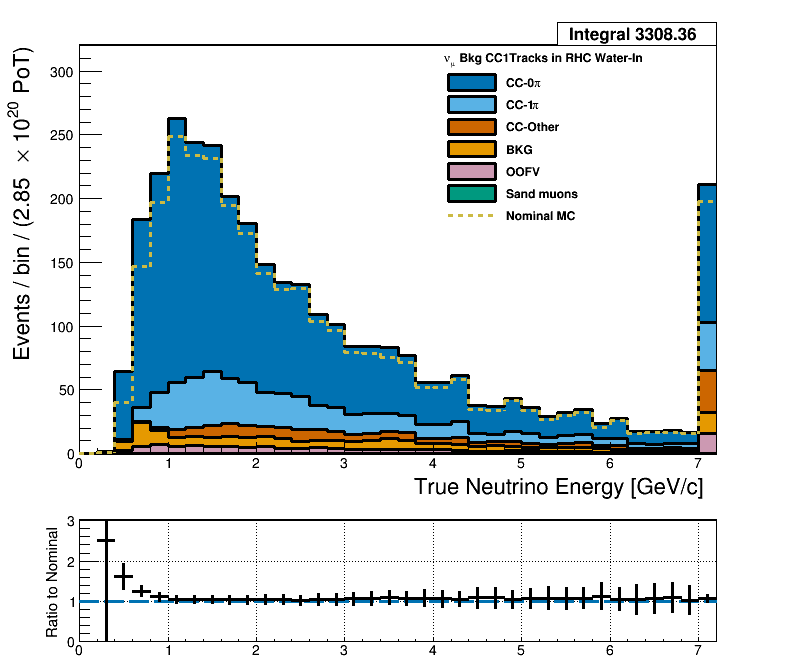 Integral 3308.36
ν_μ Bkg CC1Tracks in RHC Water-In
CC-0π
CC-1π
CC-Other
BKG
OOFV
Sand muons
Nominal MC
Events / bin / (2.85 × 10^20 PoT)
300
250
200
150
100
50
0
0 1 2 3 4 5 6 7
True Neutrino Energy [GeV/c]
Ratio to Nominal
3
2
1
0
0 1 2 3 4 5 6 7